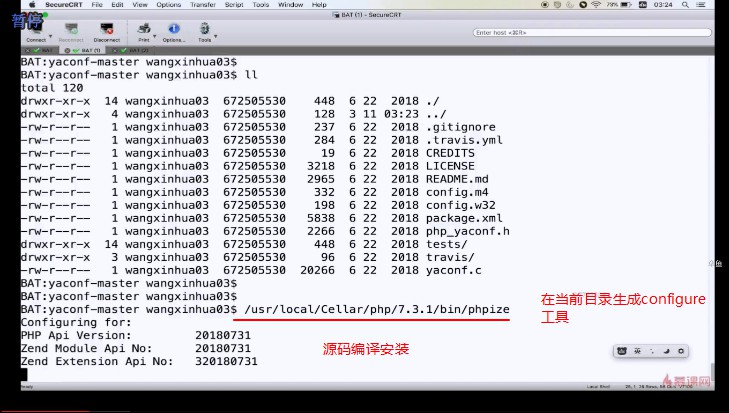 暂停
SecureCRT File Edit View Options Transfer Script Tools Window Help 73% 03:24
BAT (1) - SecureCRT
Connect Reconnect Disconnect Print Options... Tools
Enter host <⌘R>
BAT BAT (1) BAT (2)
BAT:yaconf-master wangxinhua03$
BAT:yaconf-master wangxinhua03$ ll
total 120
drwxr-xr-x 14 wangxinhua03 672505530 448 6 22 2018 ./
drwxr-xr-x 4 wangxinhua03 672505530 128 3 11 03:23 ../
-rw-r--r-- 1 wangxinhua03 672505530 237 6 22 2018 .gitignore
-rw-r--r-- 1 wangxinhua03 672505530 284 6 22 2018 .travis.yml
-rw-r--r-- 1 wangxinhua03 672505530 19 6 22 2018 CREDITS
-rw-r--r-- 1 wangxinhua03 672505530 3218 6 22 2018 LICENSE
-rw-r--r-- 1 wangxinhua03 672505530 2965 6 22 2018 README.md
-rw-r--r-- 1 wangxinhua03 672505530 332 6 22 2018 config.m4
-rw-r--r-- 1 wangxinhua03 672505530 198 6 22 2018 config.w32
-rw-r--r-- 1 wangxinhua03 672505530 5838 6 22 2018 package.xml
-rw-r--r-- 1 wangxinhua03 672505530 2266 6 22 2018 php_yaconf.h
drwxr-xr-x 14 wangxinhua03 672505530 448 6 22 2018 tests/
drwxr-xr-x 3 wangxinhua03 672505530 96 6 22 2018 travis/
-rw-r--r-- 1 wangxinhua03 672505530 20266 6 22 2018 yaconf.c
BAT:yaconf-master wangxinhua03$
BAT:yaconf-master wangxinhua03$
BAT:yaconf-master wangxinhua03$ /usr/local/Cellar/php/7.3.1/bin/phpize
在当前目录生成configure
工具
Configuring for:
PHP Api Version: 20180731
Zend Module Api No: 20180731
Zend Extension Api No: 320180731
源码编译安装
英
Ready
慕课网